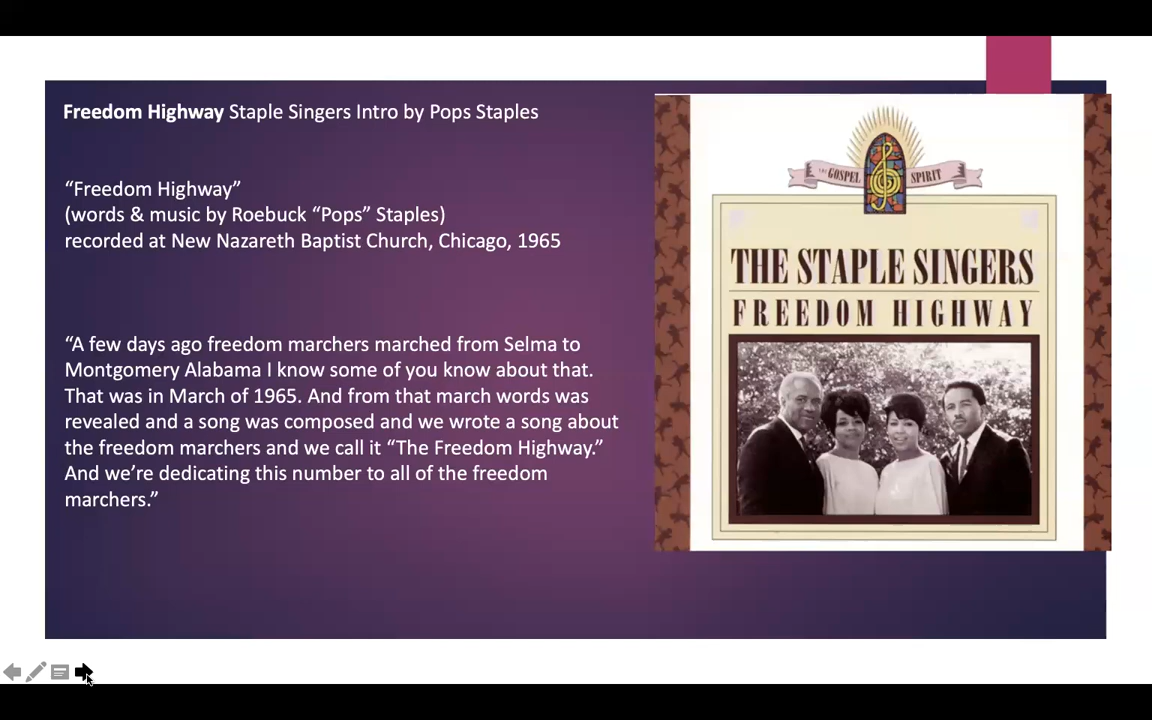 Freedom Highway Staple Singers Intro by Pops Staples
“Freedom Highway”
(words & music by Roebuck “Pops” Staples)
recorded at New Nazareth Baptist Church, Chicago, 1965
“A few days ago freedom marchers marched from Selma to
Montgomery Alabama I know some of you know about that.
That was in March of 1965. And from that march words was
revealed and a song was composed and we wrote a song about
the freedom marchers and we call it “The Freedom Highway.”
And we’re dedicating this number to all of the freedom
marchers.”
THE GOSPEL SPIRIT
THE STAPLE SINGERS
FREEDOM HIGHWAY